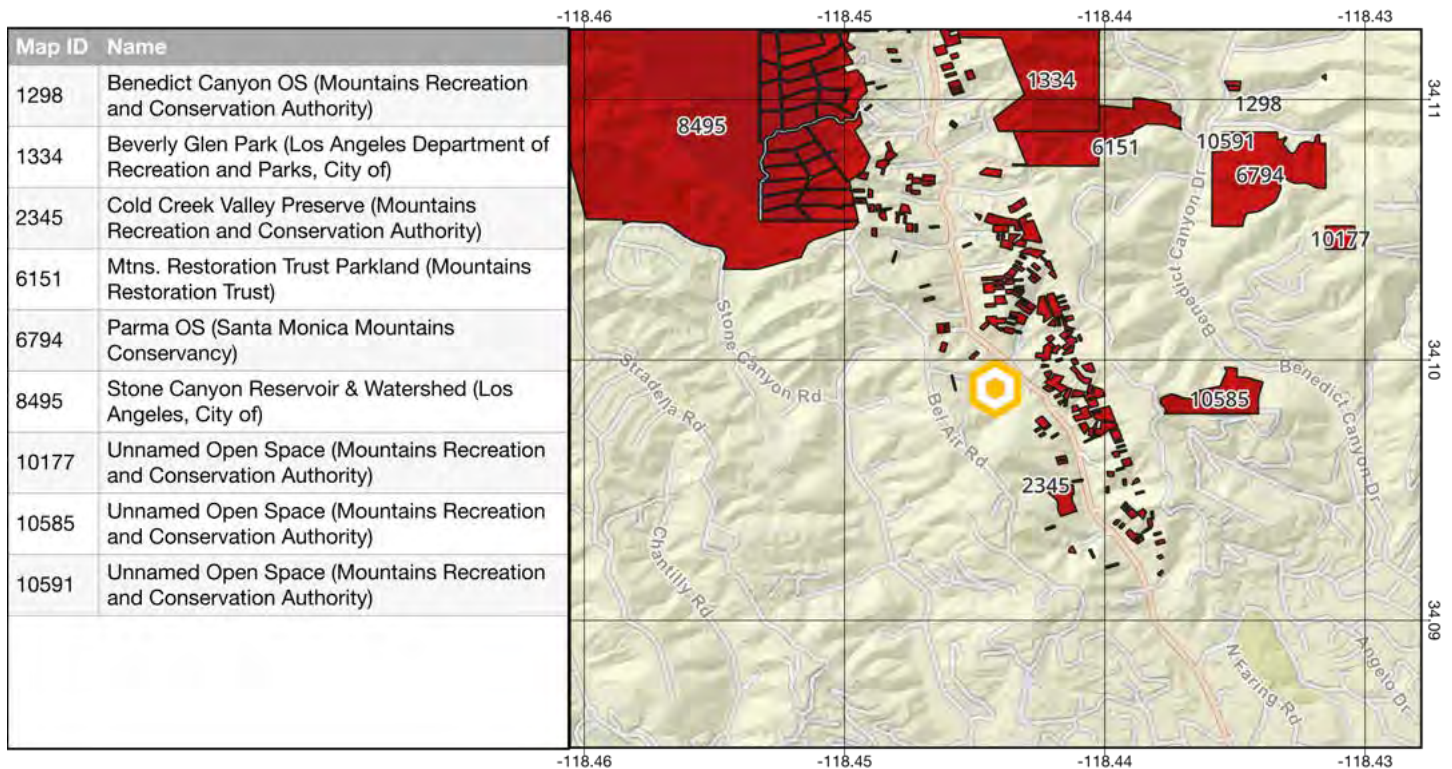 Map ID Name
1298 Benedict Canyon OS (Mountains Recreation
and Conservation Authority)
1334 Beverly Glen Park (Los Angeles Department of
Recreation and Parks, City of)
2345 Cold Creek Valley Preserve (Mountains
Recreation and Conservation Authority)
6151 Mtns. Restoration Trust Parkland (Mountains
Restoration Trust)
6794 Parma OS (Santa Monica Mountains
Conservancy)
8495 Stone Canyon Reservoir & Watershed (Los
Angeles, City of)
10177 Unnamed Open Space (Mountains Recreation
and Conservation Authority)
10585 Unnamed Open Space (Mountains Recreation
and Conservation Authority)
10591 Unnamed Open Space (Mountains Recreation
and Conservation Authority)
-118.46 -118.45 -118.44 -118.43
1334
1298
8495
6151
10591
6794
10177
10585
2345
Stone Canyon Rd
Stradella Rd
Bel Air Rd
Chantilly Rd
Benedict Canyon Dr
Benedict Canyon Dr
N Faring Rd
Angelo Dr
34.11
34.10
34.09
-118.46 -118.45 -118.44 -118.43